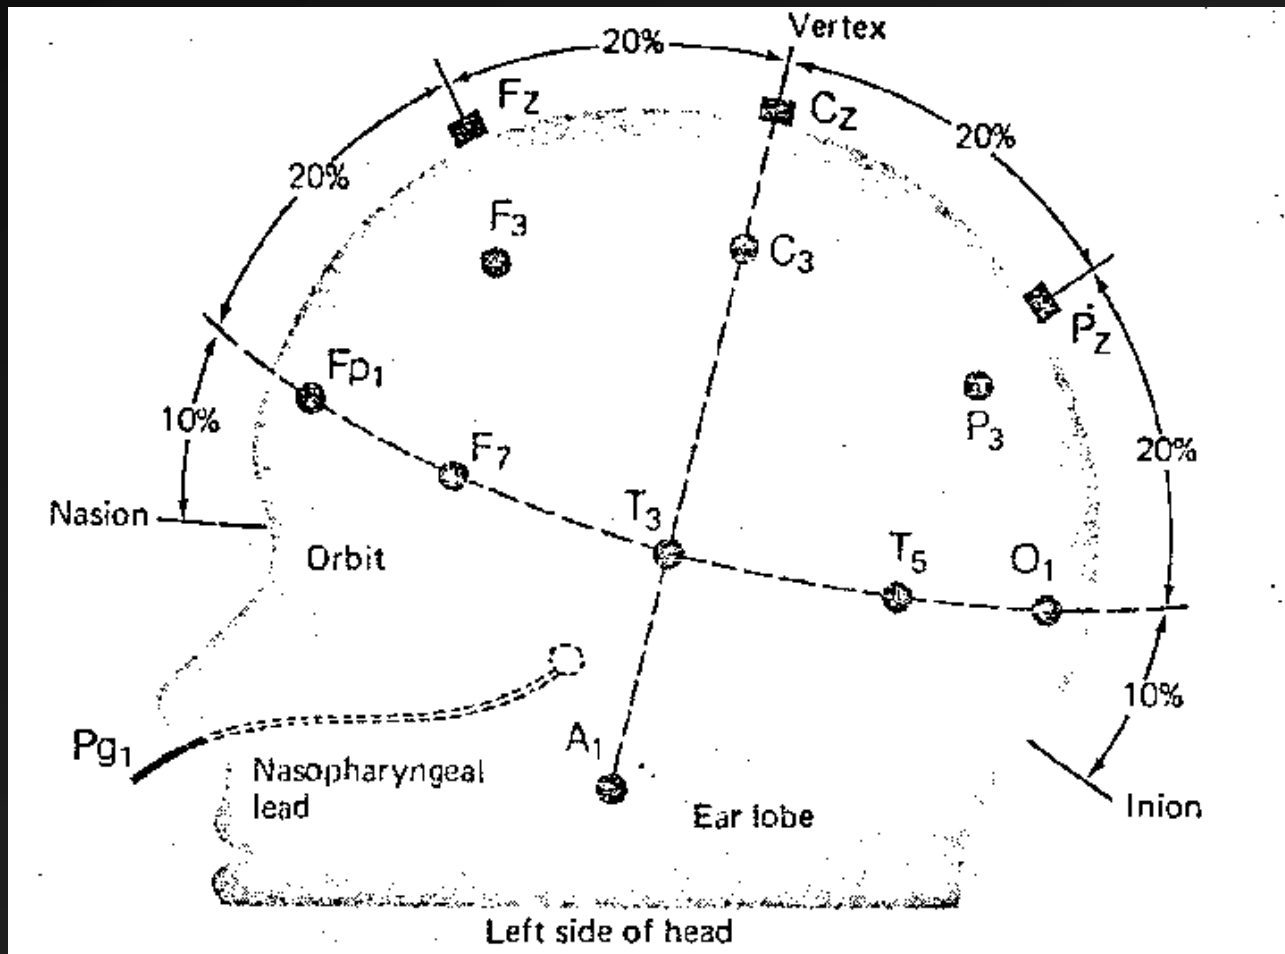 Vertex
20%
Fz
Cz
20%
20%
F3
C3
Pz
Fp1
10%
P3
F7
20%
Nasion
T3
Orbit
T5
O1
10%
Pg1
A1
Nasopharyngeal
lead
Ear lobe
Inion
Left side of head